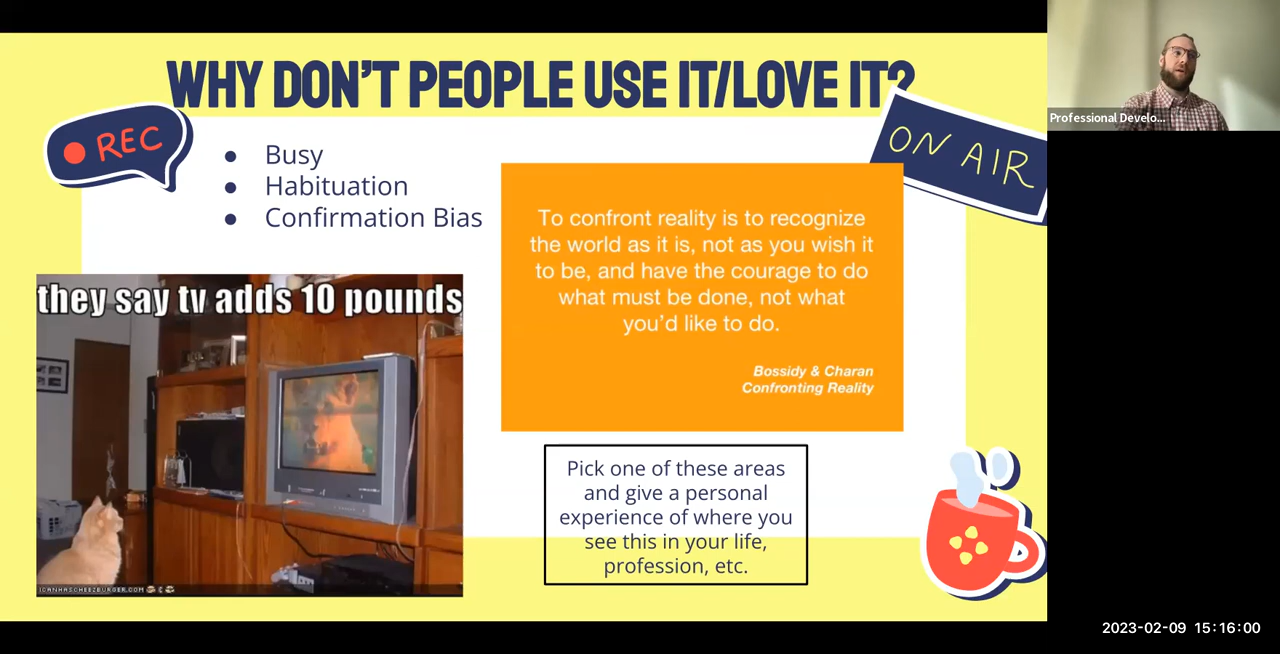 WHY DON'T PEOPLE USE IT/LOVE IT?
REC
ON AIR
Professional Develo...
● Busy
● Habituation
● Confirmation Bias
To confront reality is to recognize
the world as it is, not as you wish it
to be, and have the courage to do
what must be done, not what
you'd like to do.
Bossidy & Charan
Confronting Reality
they say tv adds 10 pounds
ICANHASCHEEZBURGER.COM
Pick one of these areas
and give a personal
experience of where you
see this in your life,
profession, etc.
2023-02-09 15:16:00